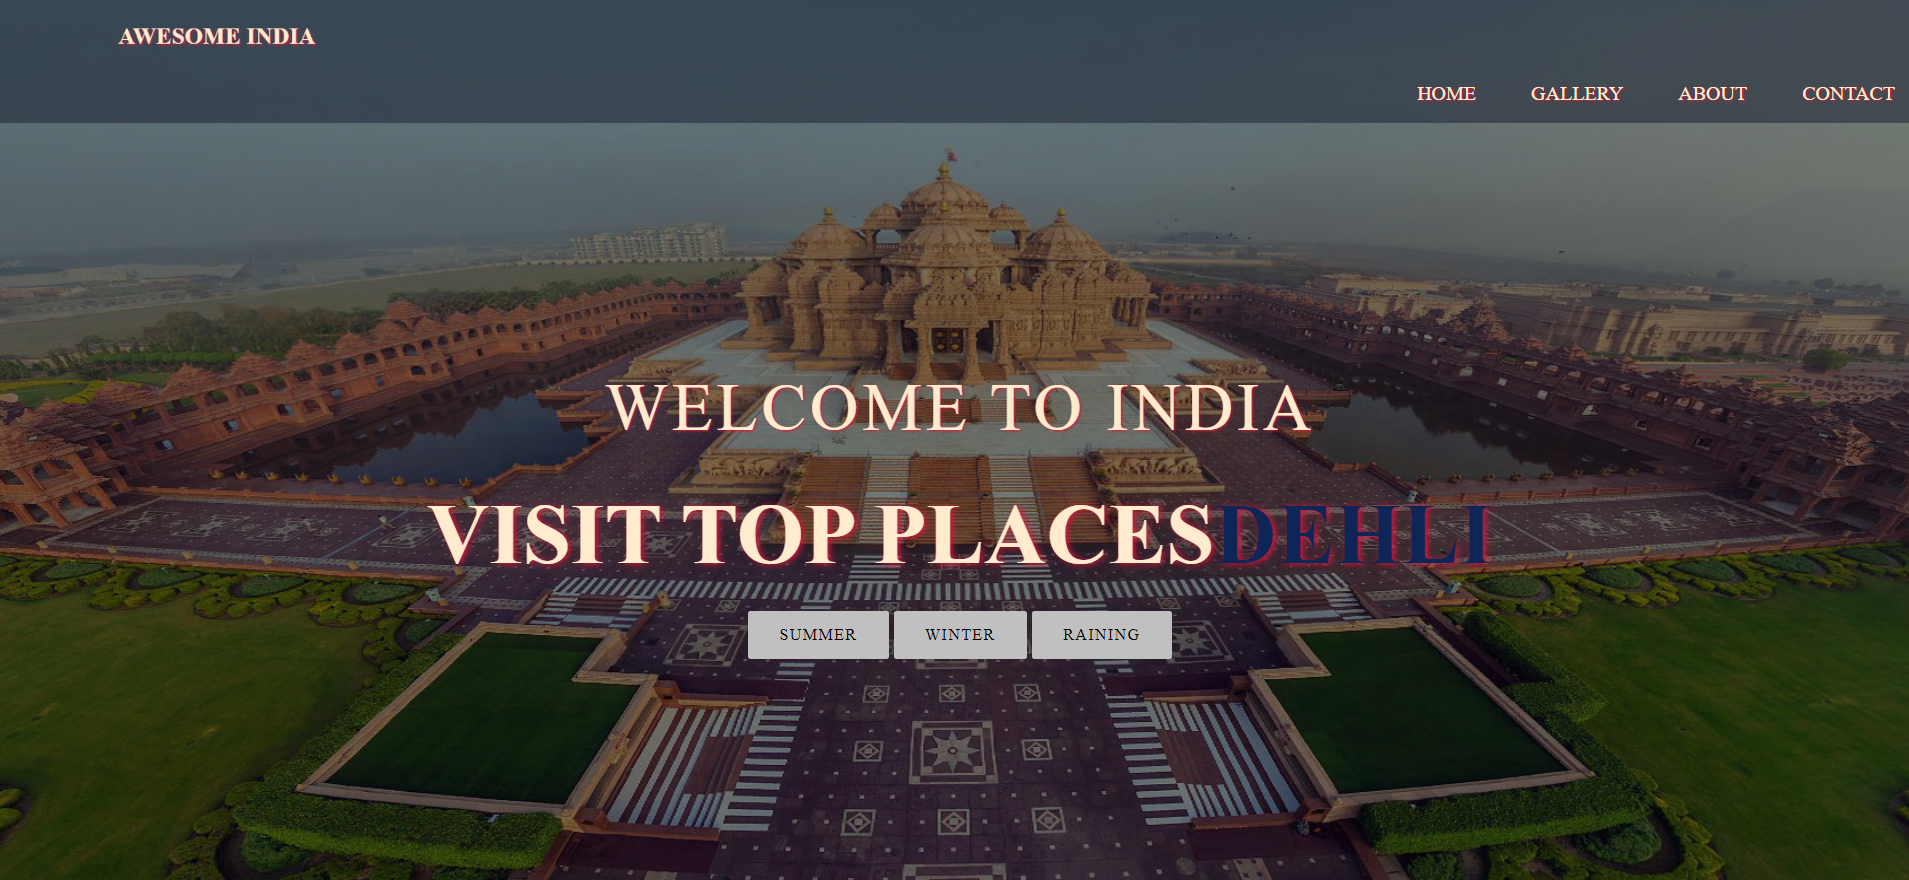 AWESOME INDIA
HOME GALLERY ABOUT CONTACT
WELCOME TO INDIA
VISIT TOP PLACESDEHLI
SUMMER WINTER RAINING